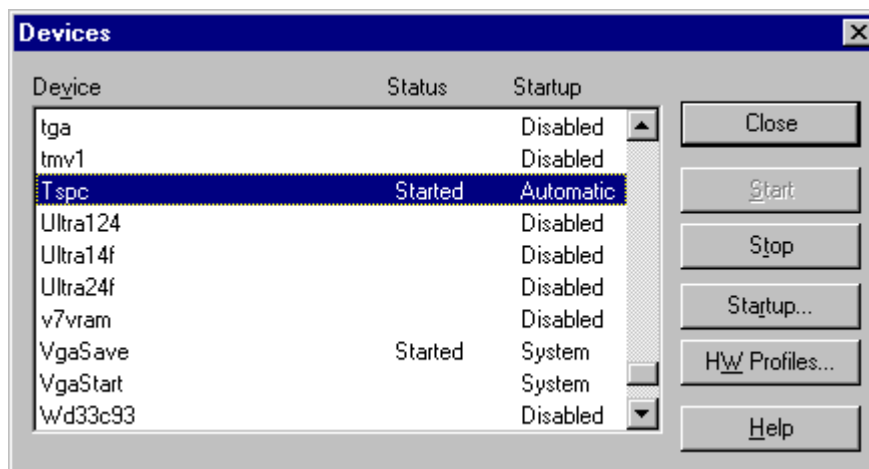 Devices
Device Status Startup
tga Disabled
tmv1 Disabled
Tspc Started Automatic
Ultra124 Disabled
Ultra14f Disabled
Ultra24f Disabled
v7vram Disabled
VgaSave Started System
VgaStart System
Wd33c93 Disabled
Close
Start
Stop
Startup...
HW Profiles...
Help